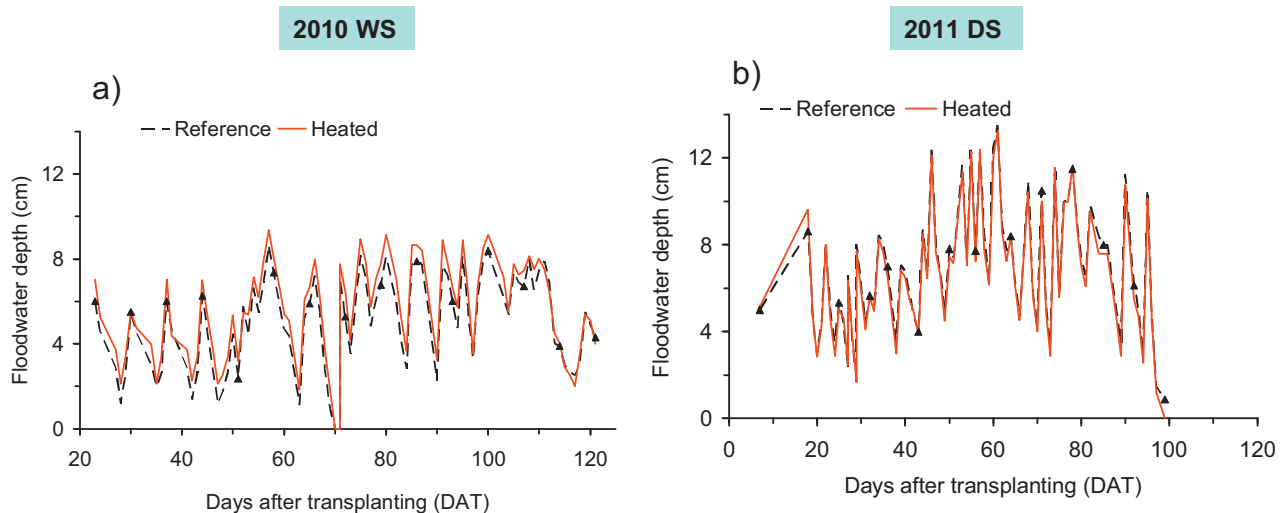 2010 WS
2011 DS
a)
Reference Heated
Floodwater depth (cm)
12
8
4
0
20 40 60 80 100 120
Days after transplanting (DAT)
b)
Reference Heated
Floodwater depth (cm)
12
8
4
0
0 20 40 60 80 100 120
Days after transplanting (DAT)